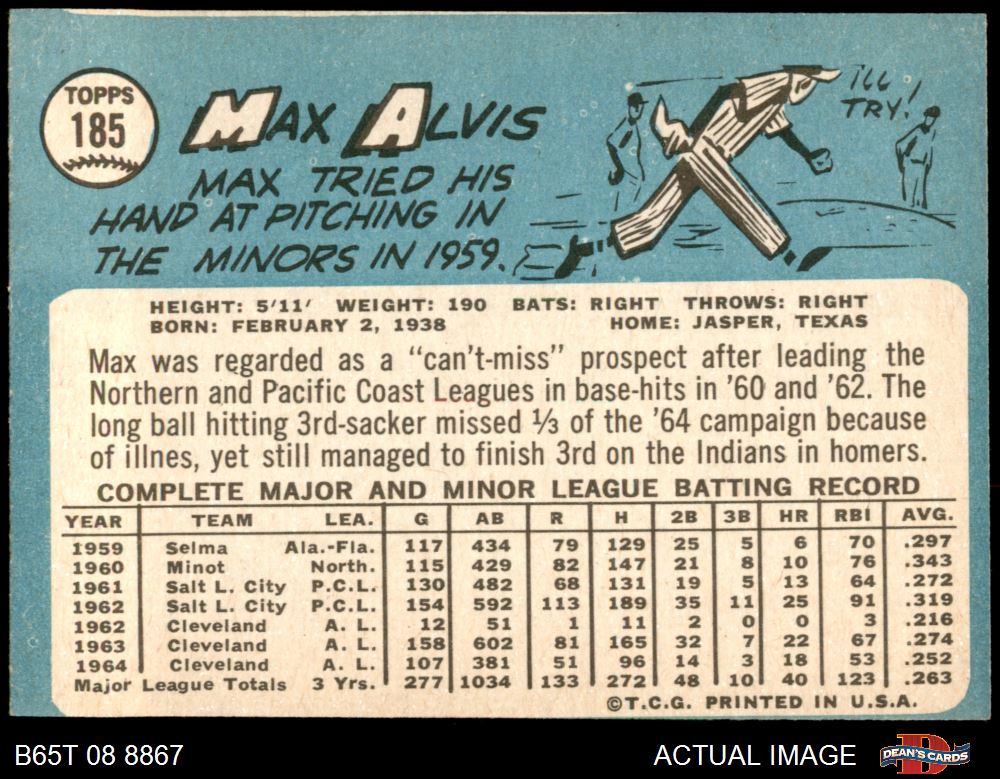 TOPPS
185
MAX ALVIS
MAX TRIED HIS
HAND AT PITCHING IN
THE MINORS IN 1959.
I'LL
TRY!
HEIGHT: 5'11' WEIGHT: 190 BATS: RIGHT THROWS: RIGHT
BORN: FEBRUARY 2, 1938 HOME: JASPER, TEXAS
Max was regarded as a "can't-miss" prospect after leading the
Northern and Pacific Coast Leagues in base-hits in '60 and '62. The
long ball hitting 3rd-sacker missed ⅓ of the '64 campaign because
of illnes, yet still managed to finish 3rd on the Indians in homers.
COMPLETE MAJOR AND MINOR LEAGUE BATTING RECORD
YEAR TEAM LEA. G AB R H 2B 3B HR RBI AVG.
1959 Selma Ala.-Fla. 117 434 79 129 25 5 6 70 .297
1960 Minot North. 115 429 82 147 21 8 10 76 .343
1961 Salt L. City P.C.L. 130 482 68 131 19 5 13 64 .272
1962 Salt L. City P.C.L. 154 592 113 189 35 11 25 91 .319
1962 Cleveland A. L. 12 51 1 11 2 0 0 3 .216
1963 Cleveland A. L. 158 602 81 165 32 7 22 67 .274
1964 Cleveland A. L. 107 381 51 96 14 3 18 53 .252
Major League Totals 3 Yrs. 277 1034 133 272 48 10 40 123 .263
©T.C.G. PRINTED IN U.S.A.
B65T 08 8867 ACTUAL IMAGE DEAN'S CARDS